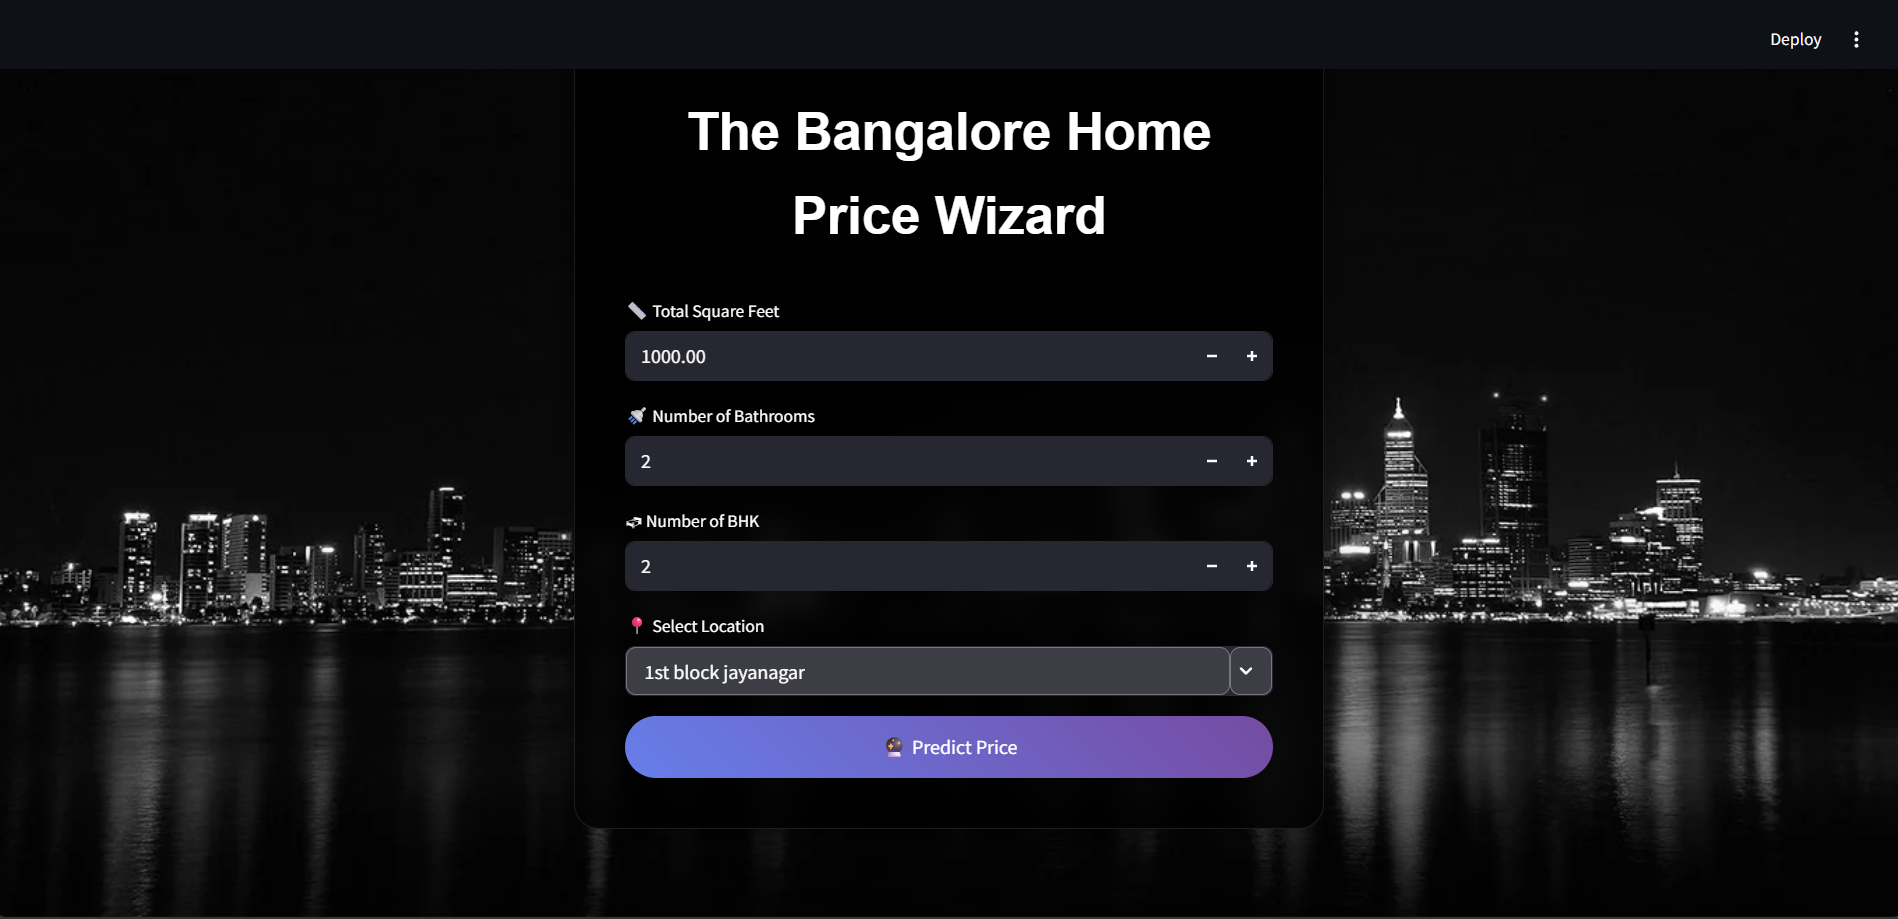 Deploy
The Bangalore Home
Price Wizard
Total Square Feet
1000.00
Number of Bathrooms
2
Number of BHK
2
Select Location
1st block jayanagar
Predict Price